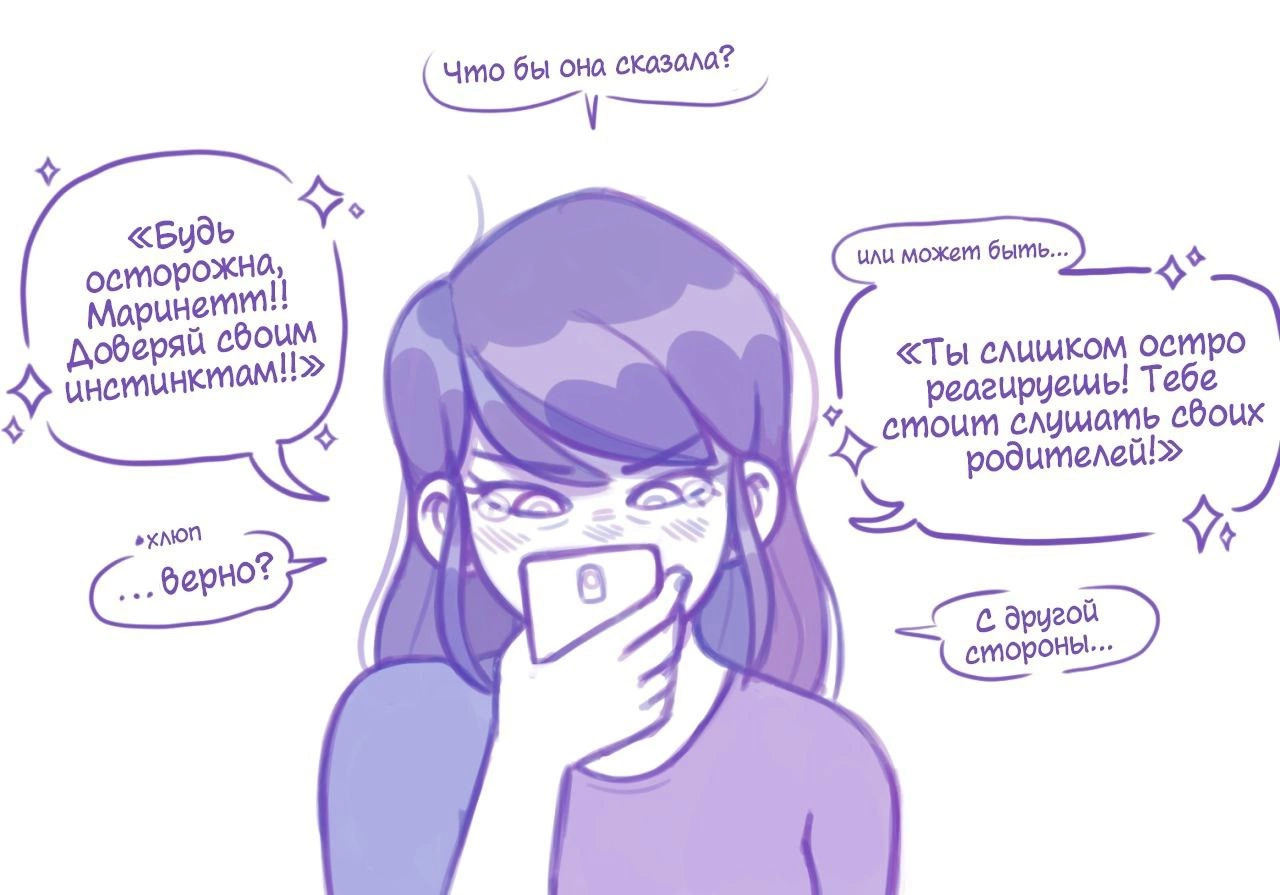 Что бы она сказала?
«Будь
осторожна,
Маринетт!!
Доверяй своим
инстинктам!!»
•хлюп
...верно?
или может быть...
«Ты слишком остро
реагируешь! Тебе
стоит слушать своих
родителей!»
С другой
стороны...